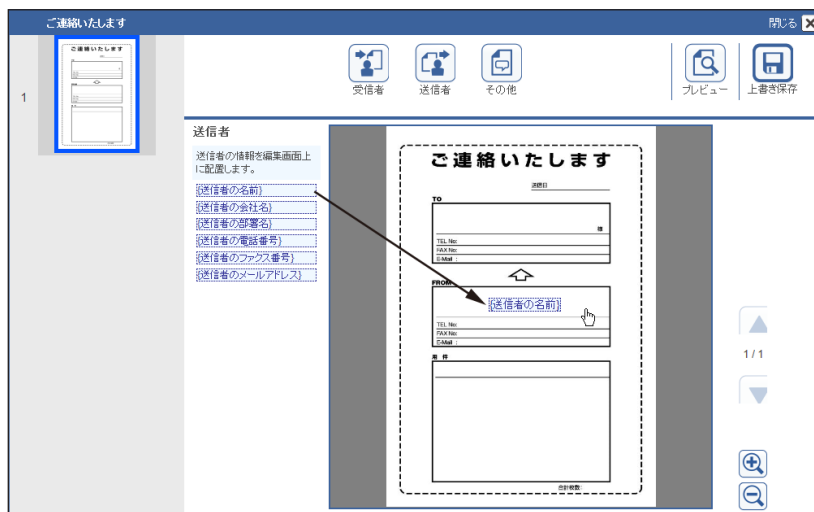 ご連絡いたします
閉じる
1
受信者
送信者
その他
プレビュー
上書き保存
送信者
送信者の情報を編集画面上
に配置します。
{送信者の名前}
{送信者の会社名}
{送信者の部署名}
{送信者の電話番号}
{送信者のファクス番号}
{送信者のメールアドレス}
ご連絡いたします
送信日
TO
様
TEL No:
FAX No:
E-Mail :
FROM
{送信者の名前}
TEL No:
FAX No:
E-Mail :
用 件
合計枚数:
1 / 1